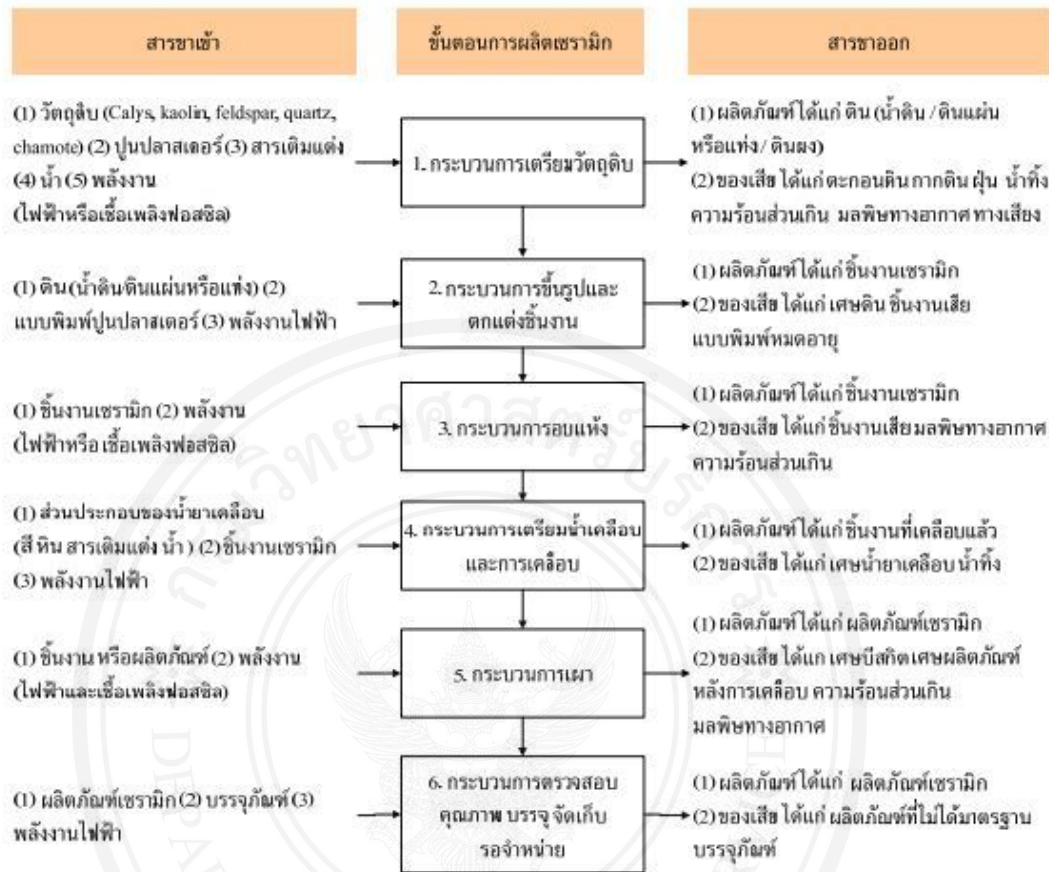 สารขาเข้า
ขั้นตอนการผลิตเซรามิก
สารขาออก
(1) วัตถุดิบ (Calys, kaolin, feldspar, quartz,
chamote) (2) ปูนปลาสเตอร์ (3) สารเติมแต่ง
(4) น้ำ (5) พลังงาน
(ไฟฟ้าหรือเชื้อเพลิงฟอสซิล)
1. กระบวนการเตรียมวัตถุดิบ
(1) ผลิตภัณฑ์ ได้แก่ ดิน (น้ำดิน / ดินแผ่น
หรือแท่ง / ดินผง)
(2) ของเสีย ได้แก่ ตะกอนดิน กากดิน ฝุ่น น้ำทิ้ง
ความร้อนส่วนเกิน มลพิษทางอากาศ ทางเสียง
(1) ดิน (น้ำดิน/ดินแผ่นหรือแท่ง) (2)
แบบพิมพ์ปูนปลาสเตอร์ (3) พลังงานไฟฟ้า
2. กระบวนการขึ้นรูปและ
ตกแต่งชิ้นงาน
(1) ผลิตภัณฑ์ ได้แก่ ชิ้นงานเซรามิก
(2) ของเสีย ได้แก่ เศษดิน ชิ้นงานเสีย
แบบพิมพ์หมดอายุ
(1) ชิ้นงานเซรามิก (2) พลังงาน
(ไฟฟ้าหรือ เชื้อเพลิงฟอสซิล)
3. กระบวนการอบแห้ง
(1) ผลิตภัณฑ์ ได้แก่ ชิ้นงานเซรามิก
(2) ของเสีย ได้แก่ ชิ้นงานเสีย มลพิษทางอากาศ
ความร้อนส่วนเกิน
(1) ส่วนประกอบของน้ำยาเคลือบ
(สี หิน สารเติมแต่ง น้ำ ) (2) ชิ้นงานเซรามิก
(3) พลังงานไฟฟ้า
4. กระบวนการเตรียมน้ำเคลือบ
และการเคลือบ
(1) ผลิตภัณฑ์ ได้แก่ ชิ้นงานที่เคลือบแล้ว
(2) ของเสีย ได้แก่ เศษน้ำยาเคลือบ น้ำทิ้ง
(1) ชิ้นงาน หรือผลิตภัณฑ์ (2) พลังงาน
(ไฟฟ้าและเชื้อเพลิงฟอสซิล)
5. กระบวนการเผา
(1) ผลิตภัณฑ์ ได้แก่ ผลิตภัณฑ์เซรามิก
(2) ของเสีย ได้แก่ เศษบิสกิต เศษผลิตภัณฑ์
หลังการเคลือบ ความร้อนส่วนเกิน
มลพิษทางอากาศ
(1) ผลิตภัณฑ์เซรามิก (2) บรรจุภัณฑ์ (3)
พลังงานไฟฟ้า
6. กระบวนการตรวจสอบ
คุณภาพ บรรจุ จัดเก็บ
รอจำหน่าย
(1) ผลิตภัณฑ์ ได้แก่ ผลิตภัณฑ์เซรามิก
(2) ของเสีย ได้แก่ ผลิตภัณฑ์ที่ไม่ได้มาตรฐาน
บรรจุภัณฑ์
กรมวิทยาศาสตร์บริการ